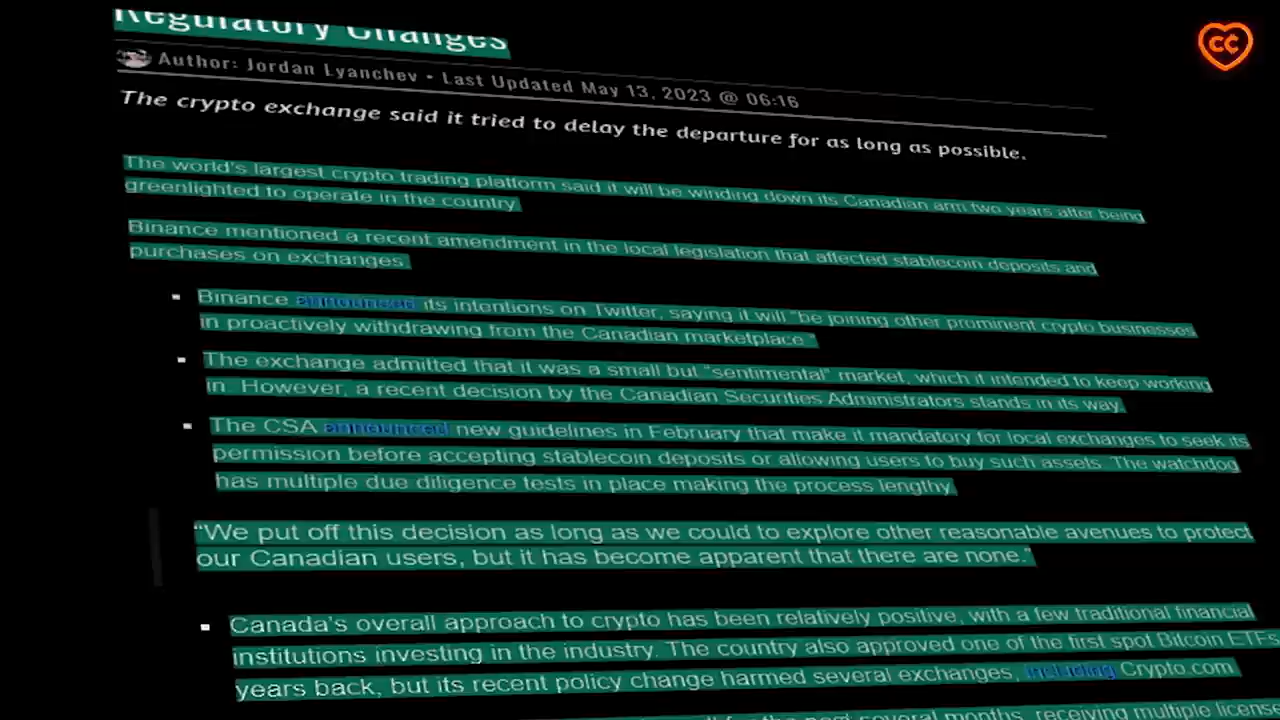 Regulatory Changes
Author: Jordan Lyanchev • Last Updated May 13, 2023 @ 06:16
The crypto exchange said it tried to delay the departure for as long as possible.
The world's largest crypto trading platform said it will be winding down its Canadian arm two years after being
greenlighted to operate in the country.
Binance mentioned a recent amendment in the local legislation that affected stablecoin deposits and
purchases on exchanges.
Binance announced its intentions on Twitter, saying it will "be joining other prominent crypto businesses
in proactively withdrawing from the Canadian marketplace."
The exchange admitted that it was a small but "sentimental" market, which it intended to keep working
in. However, a recent decision by the Canadian Securities Administrators stands in its way.
The CSA announced new guidelines in February that make it mandatory for local exchanges to seek its
permission before accepting stablecoin deposits or allowing users to buy such assets. The watchdog
has multiple due diligence tests in place making the process lengthy.
"We put off this decision as long as we could to explore other reasonable avenues to protect
our Canadian users, but it has become apparent that there are none."
Canada's overall approach to crypto has been relatively positive, with a few traditional financial
institutions investing in the industry. The country also approved one of the first spot Bitcoin ETFs
years back, but its recent policy change harmed several exchanges, including Crypto.com
for the past several months, receiving multiple license
CC